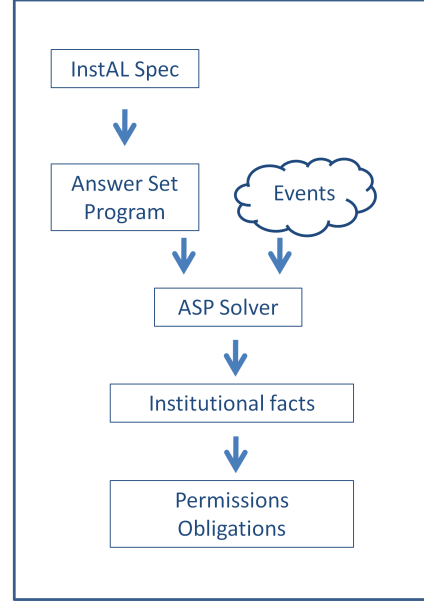 InstAL Spec
Answer Set
Program
Events
ASP Solver
Institutional facts
Permissions
Obligations